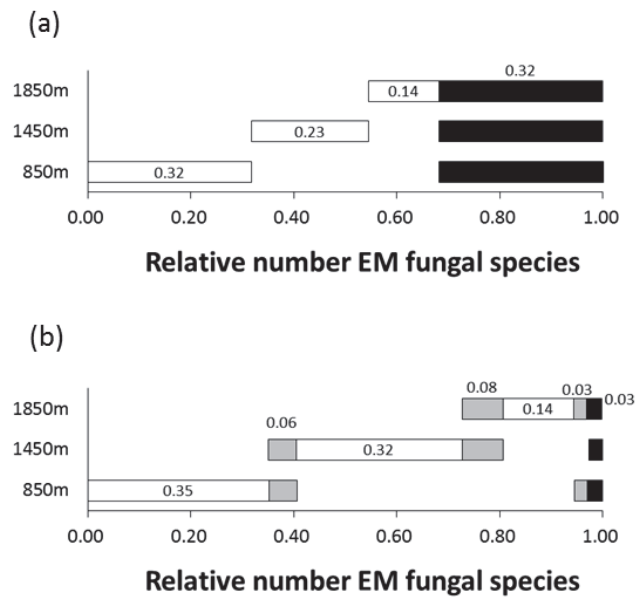 (a)
0.32
1850m
0.14
1450m
0.23
850m
0.32
0.00 0.20 0.40 0.60 0.80 1.00
Relative number EM fungal species
(b)
0.08 0.03
1850m
0.14
0.03
0.06
1450m
0.32
850m
0.35
0.00 0.20 0.40 0.60 0.80 1.00
Relative number EM fungal species